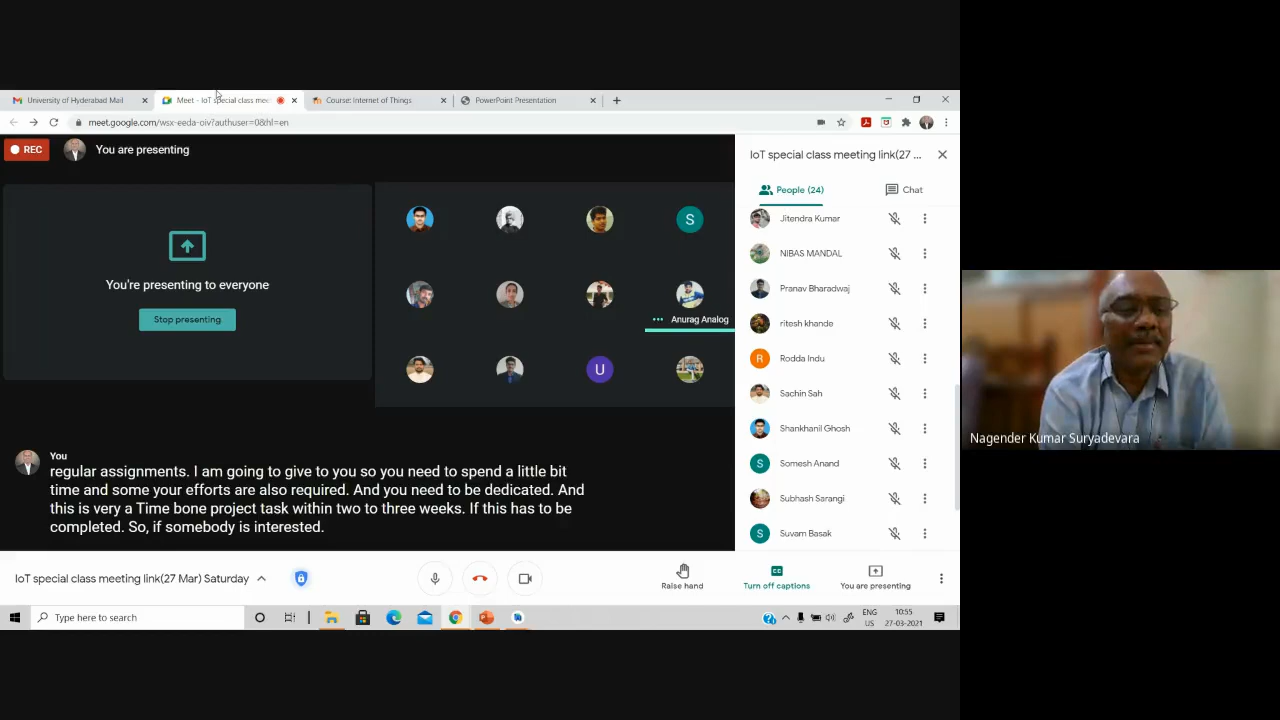 University of Hyderabad Mail
Meet - IoT special class mee
Course: Internet of Things
PowerPoint Presentation
meet.google.com/wsx-eeda-oiv?authuser=0&hl=en
REC
You are presenting
IoT special class meeting link(27 ...
People (24)
Chat
You're presenting to everyone
Stop presenting
S
Anurag Analog
U
Jitendra Kumar
NIBAS MANDAL
Pranav Bharadwaj
ritesh khande
R
Rodda Indu
Sachin Sah
Shankhanil Ghosh
S
Somesh Anand
Subhash Sarangi
S
Suvam Basak
You
regular assignments. I am going to give to you so you need to spend a little bit
time and some your efforts are also required. And you need to be dedicated. And
this is very a Time bone project task within two to three weeks. If this has to be
completed. So, if somebody is interested.
Nagender Kumar Suryadevara
IoT special class meeting link(27 Mar) Saturday
Raise hand
Turn off captions
You are presenting
Type here to search
ENG
US
10:55
27-03-2021